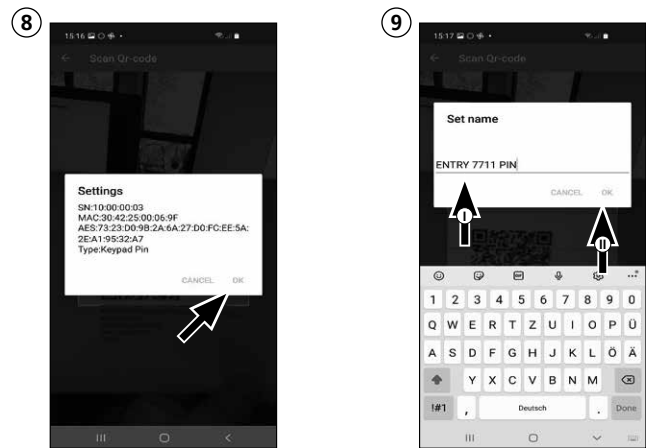 8
15:16
Scan Qr-code
Settings
SN:10:00:00:03
MAC:30:42:25:00:06:9F
AES:73:23:D0:9B:2A:6A:27:D0:FC:EE:5A:
2E:A1:95:32:A7
Type:Keypad Pin
CANCEL OK
9
15:17
Scan Qr-code
Set name
ENTRY 7711 PIN
CANCEL OK
I
II
GIF
1 2 3 4 5 6 7 8 9 0
Q W E R T Z U I O P Ü
A S D F G H J K L Ö Ä
Y X C V B N M
!#1 , Deutsch . Done